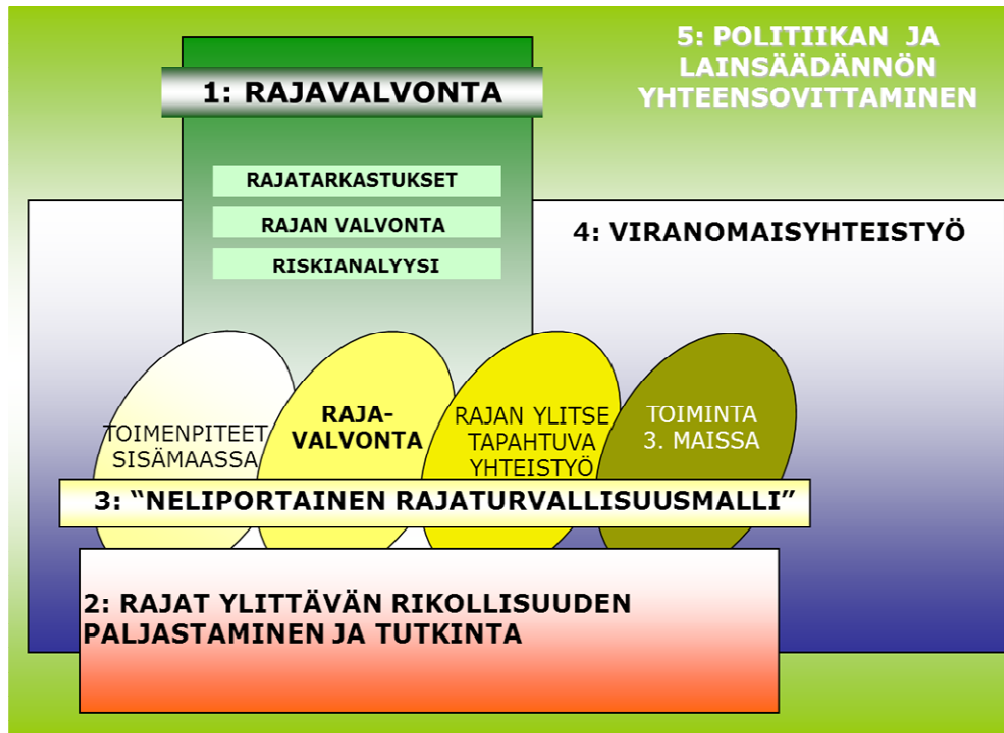 5: POLITIIKAN JA
LAINSÄÄDÄNNÖN
YHTEENSOVITTAMINEN
1: RAJAVALVONTA
RAJATARKASTUKSET
RAJAN VALVONTA
RISKIANALYYSI
4: VIRANOMAISYHTEISTYÖ
TOIMENPITEET
SISÄMAASSA
RAJA-
VALVONTA
RAJAN YLITSE
TAPAHTUVA
YHTEISTYÖ
TOIMINTA
3. MAISSA
3: “NELIPORTAINEN RAJATURVALLISUUSMALLI”
2: RAJAT YLITTÄVÄN RIKOLLISUUDEN
PALJASTAMINEN JA TUTKINTA